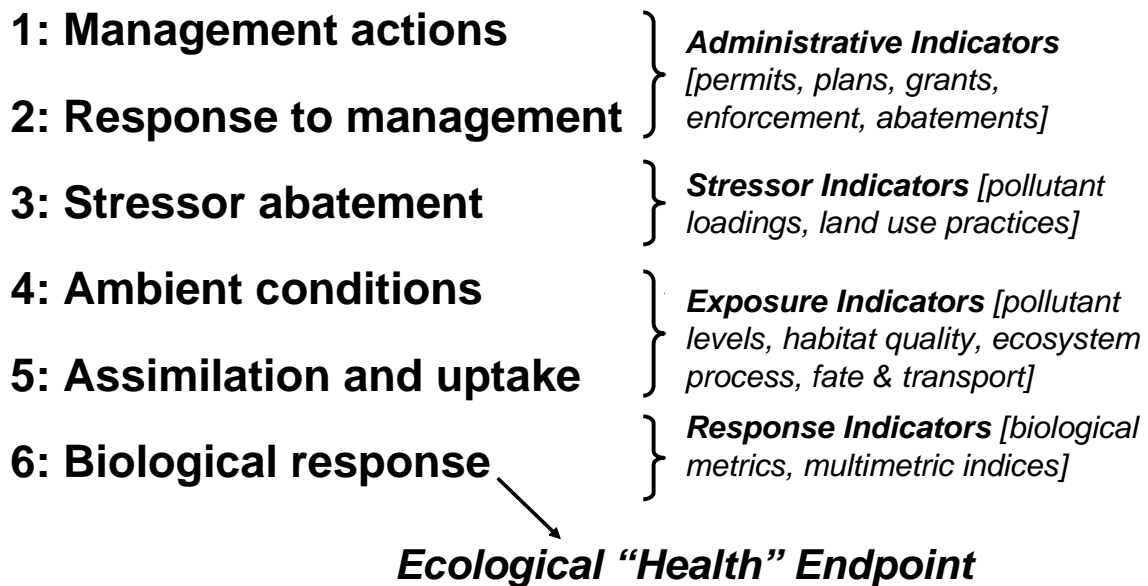 1: Management actions
2: Response to management
Administrative Indicators
[permits, plans, grants,
enforcement, abatements]
3: Stressor abatement
Stressor Indicators [pollutant
loadings, land use practices]
4: Ambient conditions
5: Assimilation and uptake
Exposure Indicators [pollutant
levels, habitat quality, ecosystem
process, fate & transport]
6: Biological response
Response Indicators [biological
metrics, multimetric indices]
Ecological “Health” Endpoint